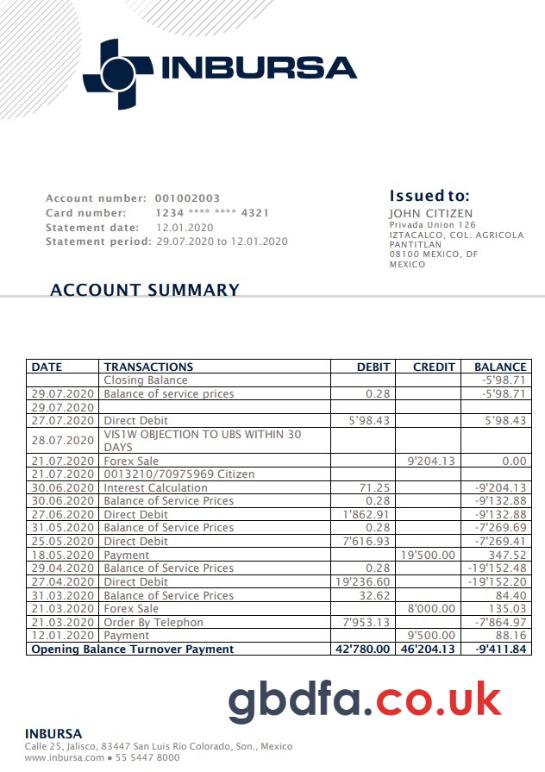 INBURSA
Account number: 001002003
Card number: 1234 **** **** 4321
Statement date: 12.01.2020
Statement period: 29.07.2020 to 12.01.2020
Issued to:
JOHN CITIZEN
Privada Union 126
IZTACALCO, COL. AGRICOLA
PANTITLAN
08100 MEXICO, DF
MEXICO
ACCOUNT SUMMARY
DATE TRANSACTIONS DEBIT CREDIT BALANCE
Closing Balance -5'98.71
29.07.2020 Balance of service prices 0.28 -5'98.71
29.07.2020
27.07.2020 Direct Debit 5'98.43 5'98.43
28.07.2020 VIS1W OBJECTION TO UBS WITHIN 30
DAYS
21.07.2020 Forex Sale 9'204.13 0.00
21.07.2020 0013210/70975969 Citizen
30.06.2020 Interest Calculation 71.25 -9'204.13
30.06.2020 Balance of Service Prices 0.28 -9'132.88
27.06.2020 Direct Debit 1'862.91 -9'132.88
31.05.2020 Balance of Service Prices 0.28 -7'269.69
25.05.2020 Direct Debit 7'616.93 -7'269.41
18.05.2020 Payment 19'500.00 347.52
29.04.2020 Balance of Service Prices 0.28 -19'152.48
27.04.2020 Direct Debit 19'236.60 -19'152.20
31.03.2020 Balance of Service Prices 32.62 84.40
21.03.2020 Forex Sale 8'000.00 135.03
21.03.2020 Order By Telephon 7'953.13 -7'864.97
12.01.2020 Payment 9'500.00 88.16
Opening Balance Turnover Payment 42'780.00 46'204.13 -9'411.84
gbdfa.co.uk
INBURSA
Calle 25, Jalisco, 83447 San Luis Río Colorado, Son., Mexico
www.inbursa.com ● 55 5447 8000